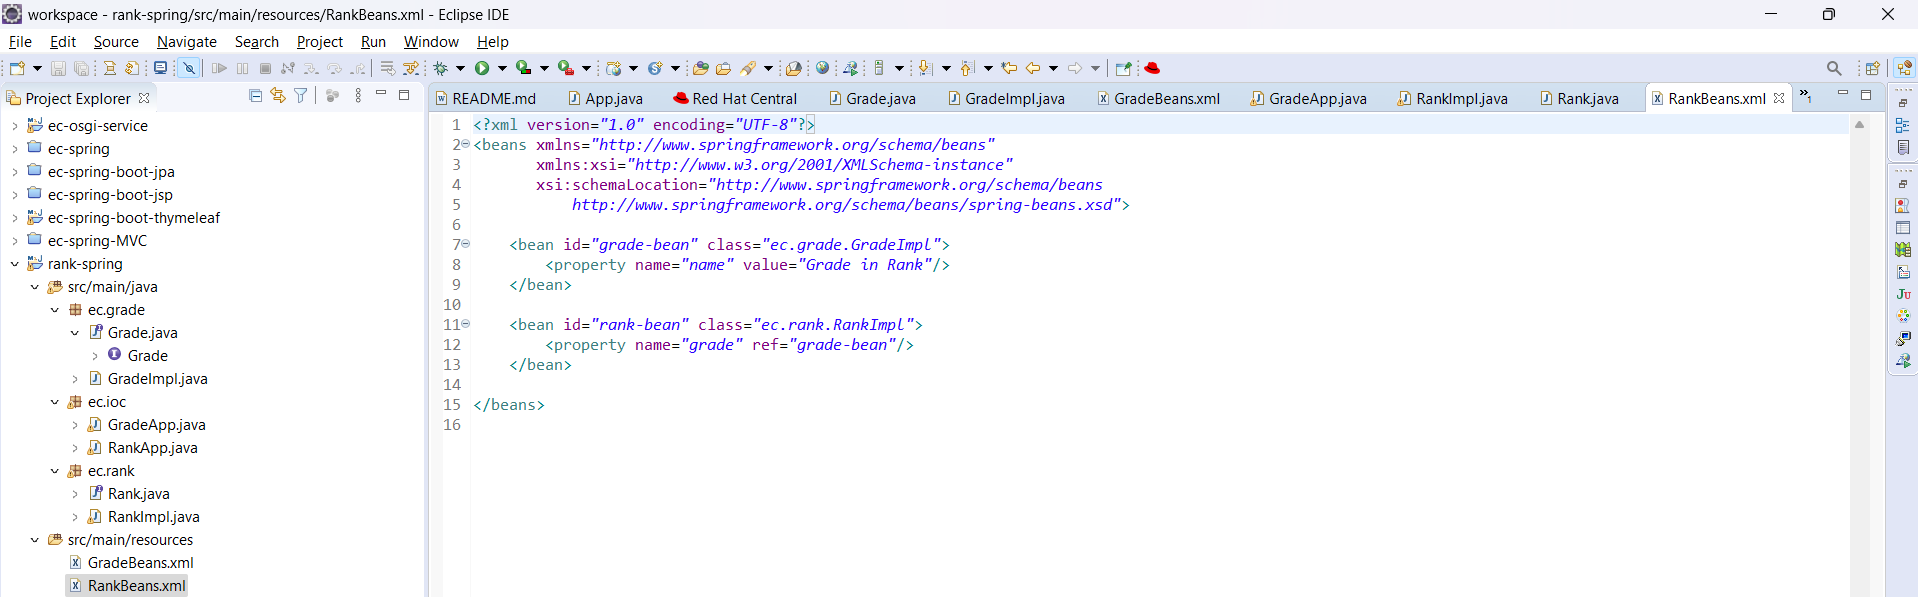 workspace - rank-spring/src/main/resources/RankBeans.xml - Eclipse IDE
File Edit Source Navigate Search Project Run Window Help
Project Explorer
README.md App.java Red Hat Central Grade.java GradeImpl.java GradeBeans.xml GradeApp.java RankImpl.java Rank.java RankBeans.xml »1
ec-osgi-service
ec-spring
ec-spring-boot-jpa
ec-spring-boot-jsp
ec-spring-boot-thymeleaf
ec-spring-MVC
rank-spring
src/main/java
ec.grade
Grade.java
Grade
GradeImpl.java
ec.ioc
GradeApp.java
RankApp.java
ec.rank
Rank.java
RankImpl.java
src/main/resources
GradeBeans.xml
RankBeans.xml
1 <?xml version="1.0" encoding="UTF-8"?>
2 <beans xmlns="http://www.springframework.org/schema/beans"
3 xmlns:xsi="http://www.w3.org/2001/XMLSchema-instance"
4 xsi:schemaLocation="http://www.springframework.org/schema/beans
5 http://www.springframework.org/schema/beans/spring-beans.xsd">
6
7 <bean id="grade-bean" class="ec.grade.GradeImpl">
8 <property name="name" value="Grade in Rank"/>
9 </bean>
10
11 <bean id="rank-bean" class="ec.rank.RankImpl">
12 <property name="grade" ref="grade-bean"/>
13 </bean>
14
15 </beans>
16